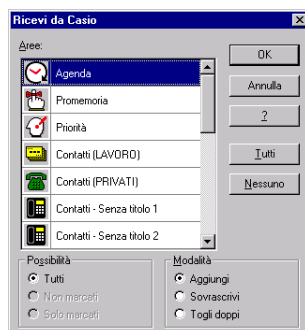 Ricevi da Casio
Aree:
Agenda
Promemoria
Priorità
Contatti (LAVORO)
Contatti (PRIVATI)
Contatti - Senza titolo 1
Contatti - Senza titolo 2
OK
Annulla
?
Tutti
Nessuno
Possibilità
Tutti
Non marcati
Solo marcati
Modalità
Aggiungi
Sovrascrivi
Togli doppi